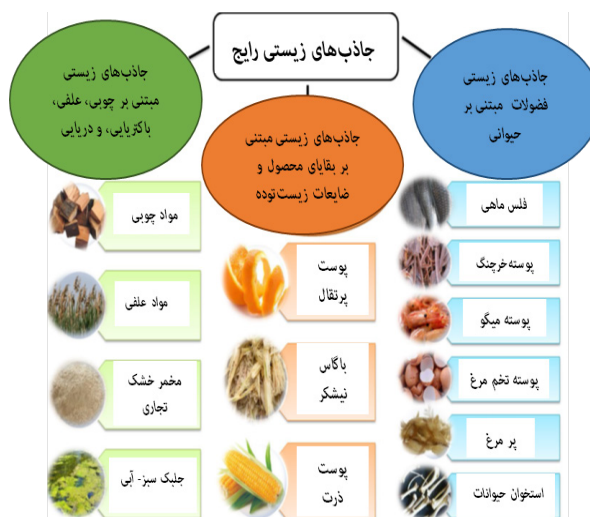 جاذب‌های زیستی رایج
جاذب‌های زیستی
فضولات مبتنی بر
حیوانی
فلس ماهی
پوسته خرچنگ
پوسته میگو
پوسته تخم مرغ
پر مرغ
استخوان حیوانات
جاذب‌های زیستی مبتنی
بر بقایای محصول و
ضایعات زیست‌توده
پوست
پرتقال
باگاس
نیشکر
پوست
ذرت
جاذب‌های زیستی
مبتنی بر چوبی، علفی،
باکتریایی، و دریایی
مواد چوبی
مواد علفی
مخمر خشک
تجاری
جلبک سبز- آبی